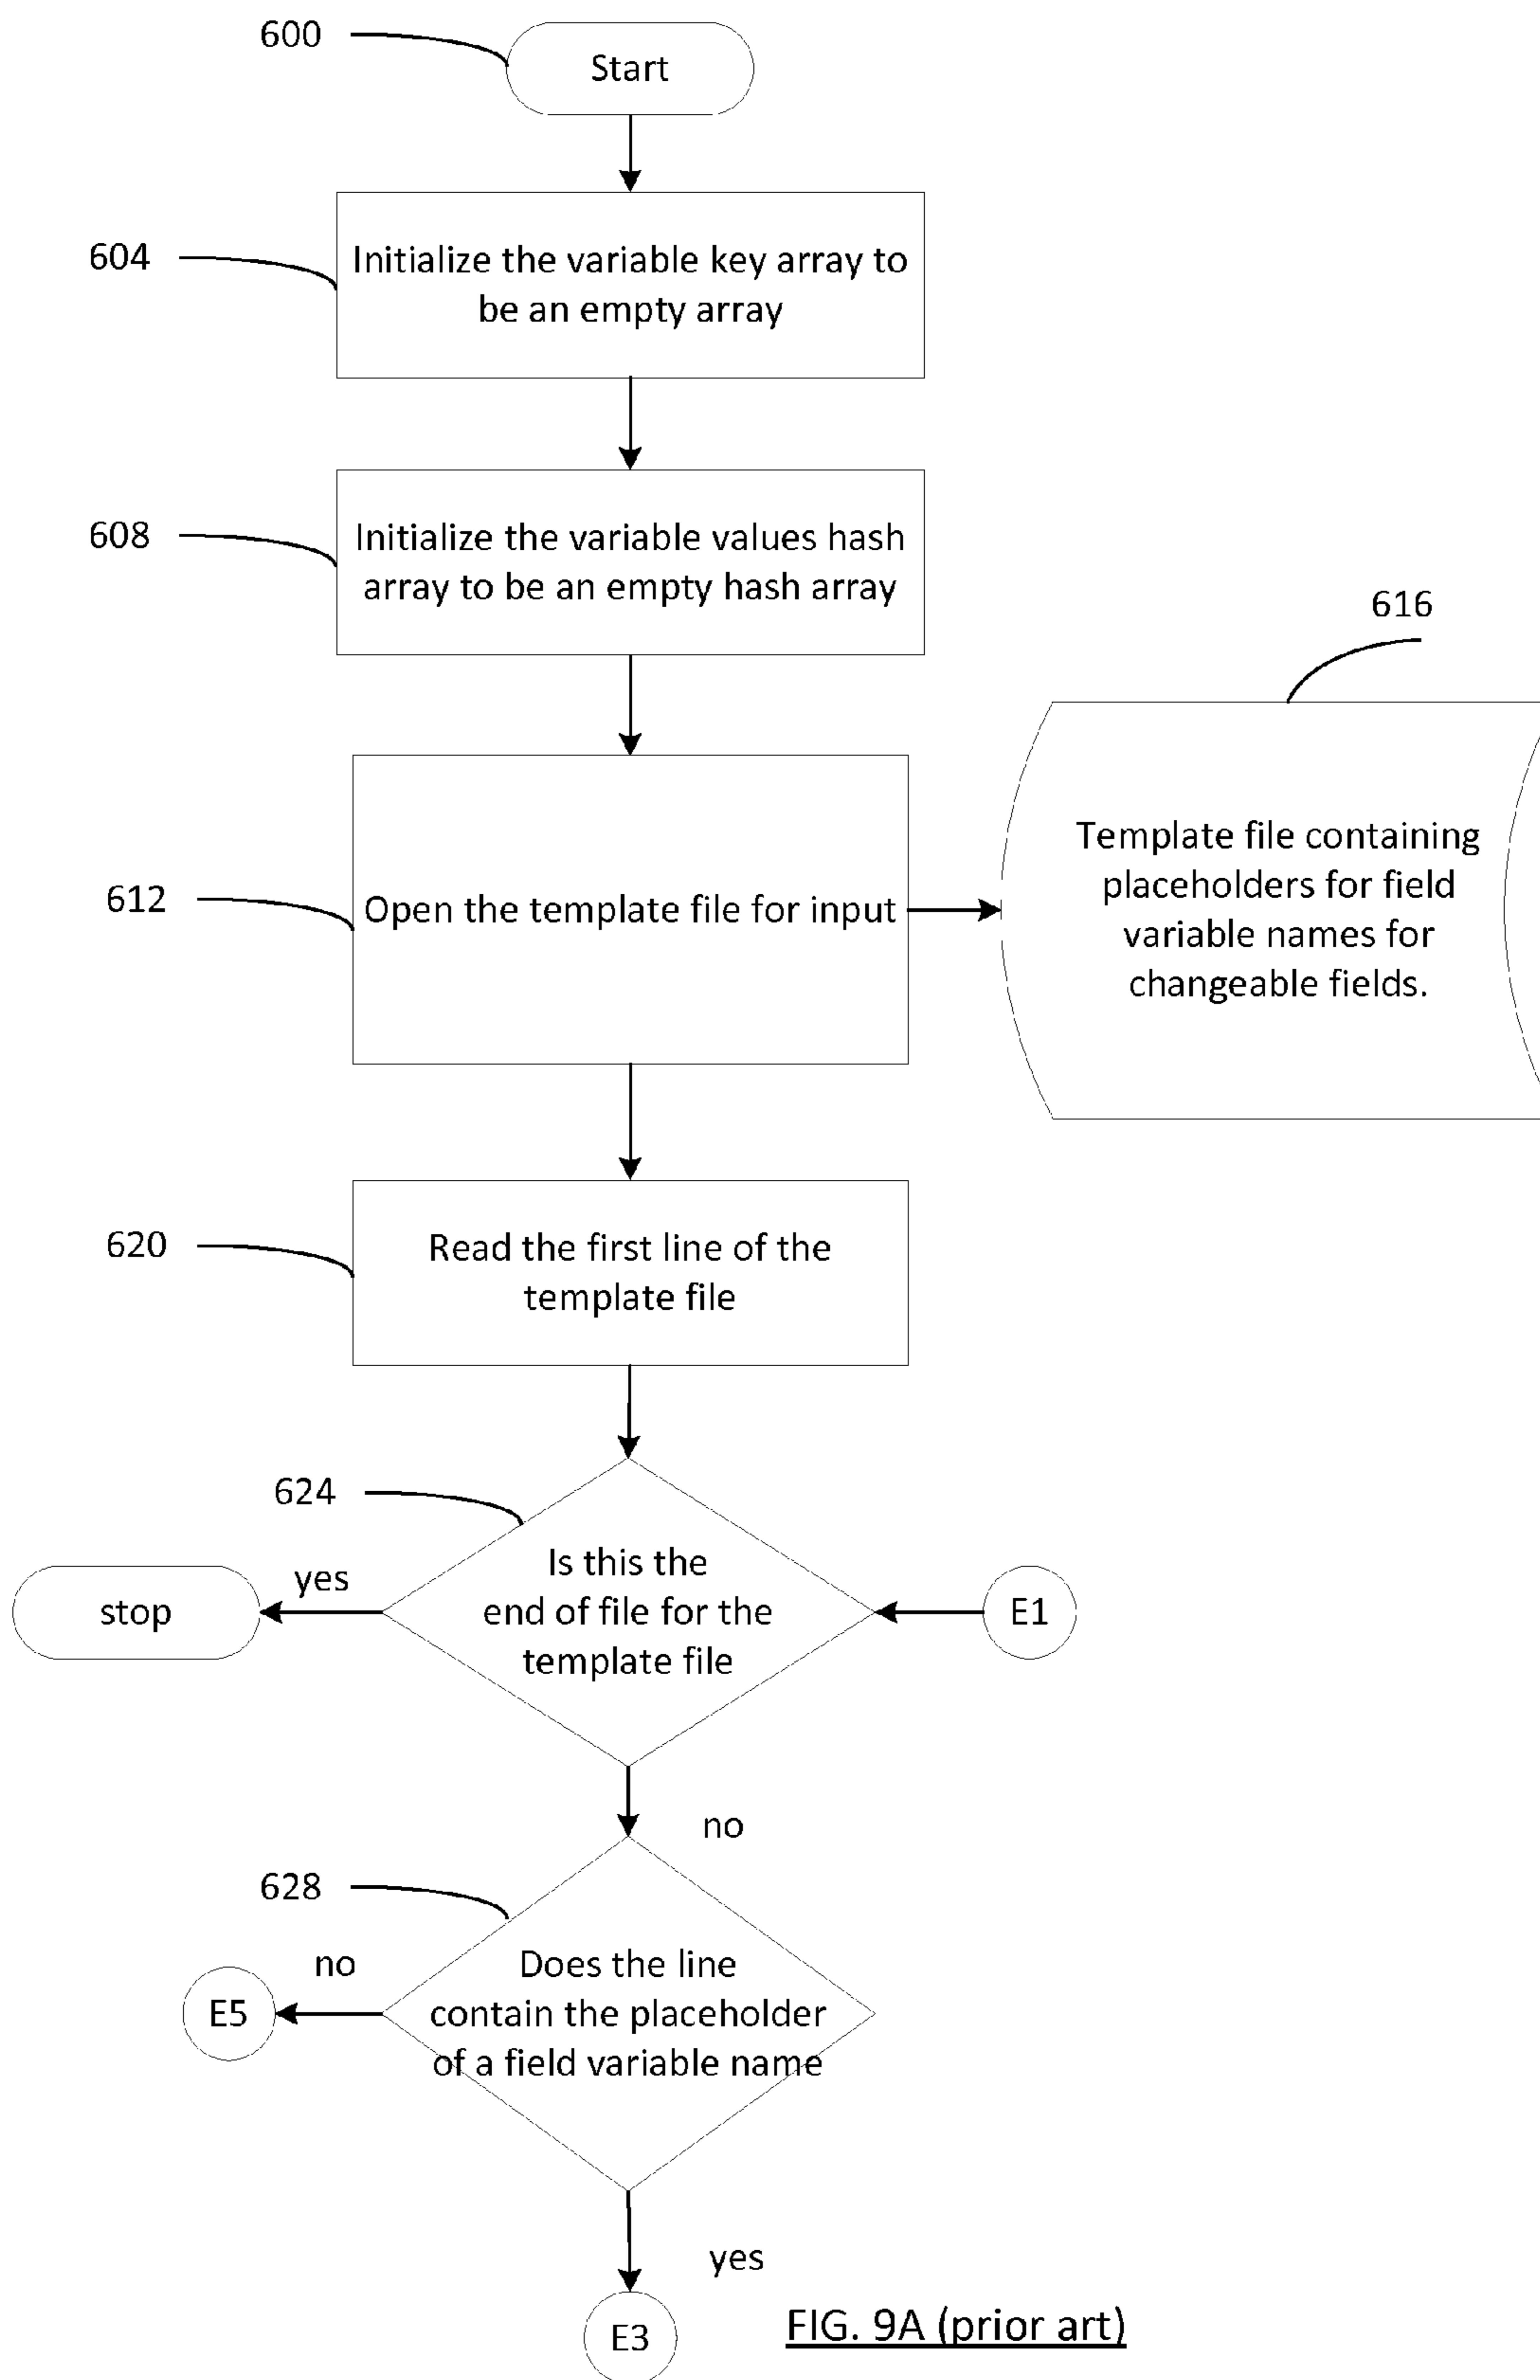 600
Start
604
Initialize the variable key array to
be an empty array
608
Initialize the variable values hash
array to be an empty hash array
616
612
Open the template file for input
Template file containing
placeholders for field
variable names for
changeable fields.
620
Read the first line of the
template file
624
Is this the
end of file for the
template file
yes
stop
E1
no
628
Does the line
contain the placeholder
of a field variable name
no
E5
yes
E3
FIG. 9A (prior art)